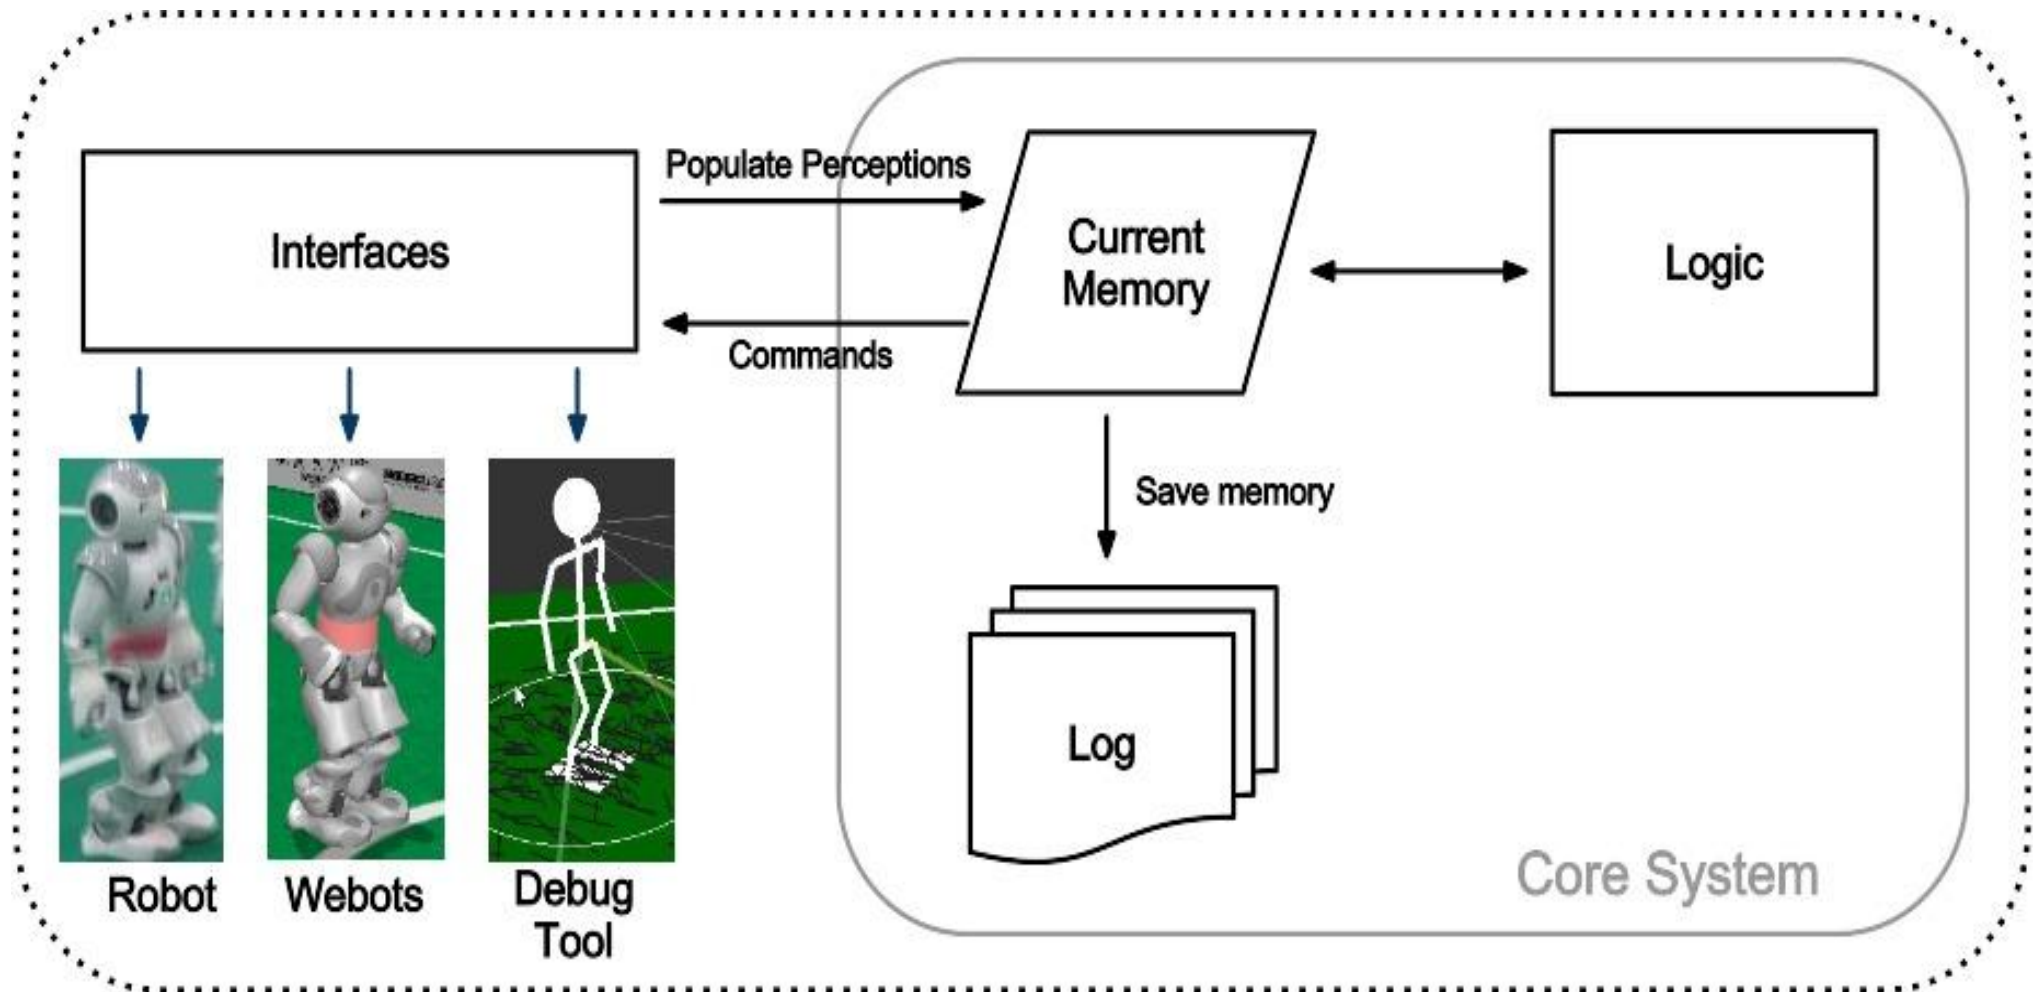 Populate Perceptions
Interfaces
Current
Memory
Logic
Commands
Save memory
Log
Robot
Webots
Debug
Tool
Core System